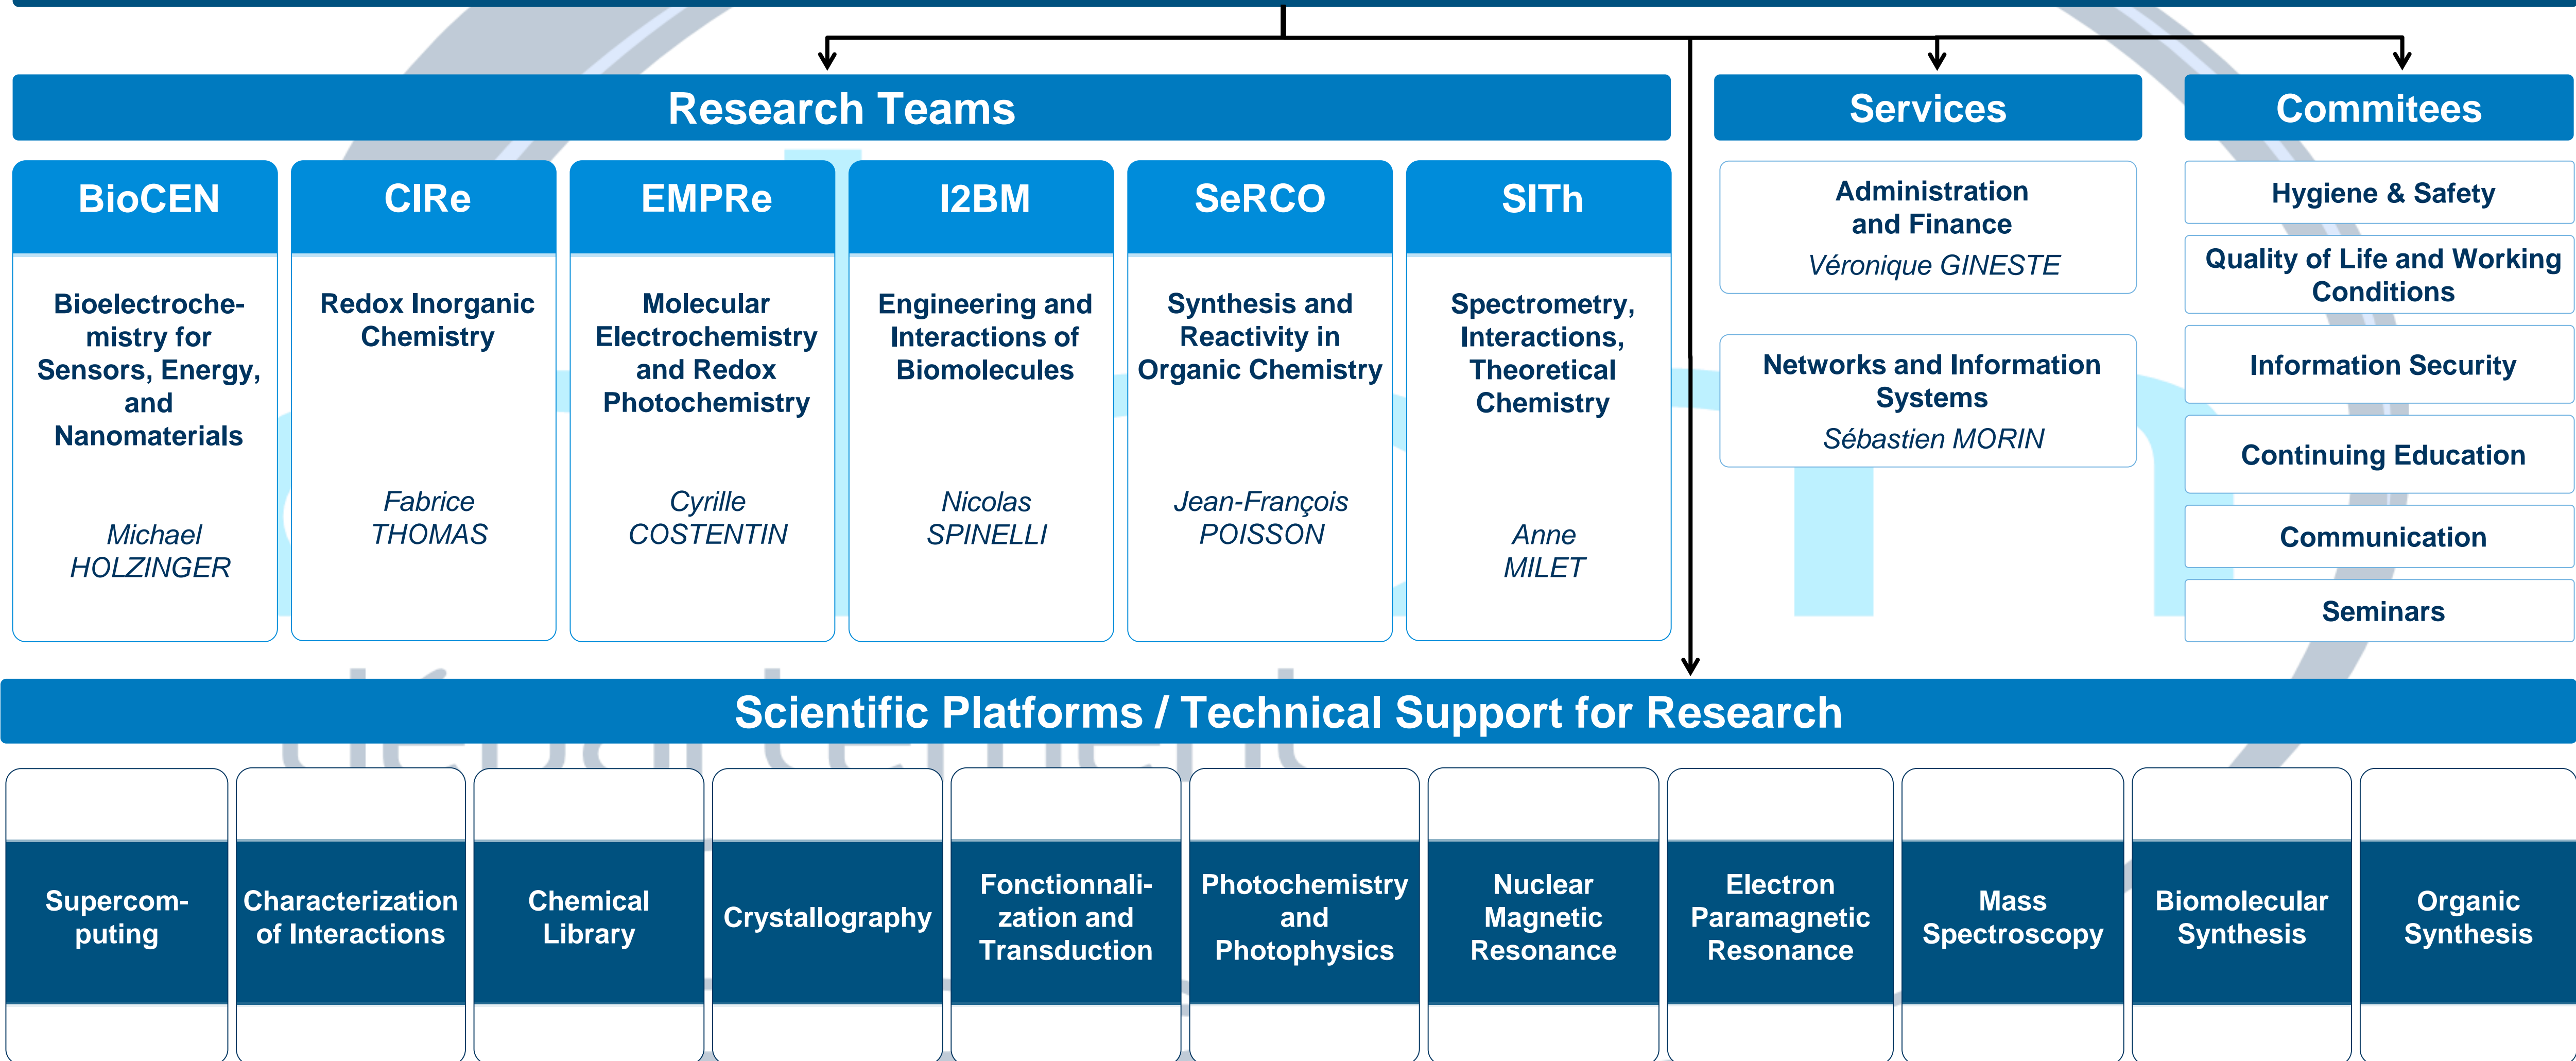 Research Teams
Services
Commitees
BioCEN
Bioelectroche-
mistry for
Sensors, Energy,
and
Nanomaterials
Michael
HOLZINGER
CIRe
Redox Inorganic
Chemistry
Fabrice
THOMAS
EMPRe
Molecular
Electrochemistry
and Redox
Photochemistry
Cyrille
COSTENTIN
I2BM
Engineering and
Interactions of
Biomolecules
Nicolas
SPINELLI
SeRCO
Synthesis and
Reactivity in
Organic Chemistry
Jean-François
POISSON
SITh
Spectrometry,
Interactions,
Theoretical
Chemistry
Anne
MILET
Administration
and Finance
Véronique GINESTE
Networks and Information
Systems
Sébastien MORIN
Hygiene & Safety
Quality of Life and Working
Conditions
Information Security
Continuing Education
Communication
Seminars
département
Scientific Platforms / Technical Support for Research
Supercom-
puting
Characterization
of Interactions
Chemical
Library
Crystallography
Fonctionnali-
zation and
Transduction
Photochemistry
and
Photophysics
Nuclear
Magnetic
Resonance
Electron
Paramagnetic
Resonance
Mass
Spectroscopy
Biomolecular
Synthesis
Organic
Synthesis